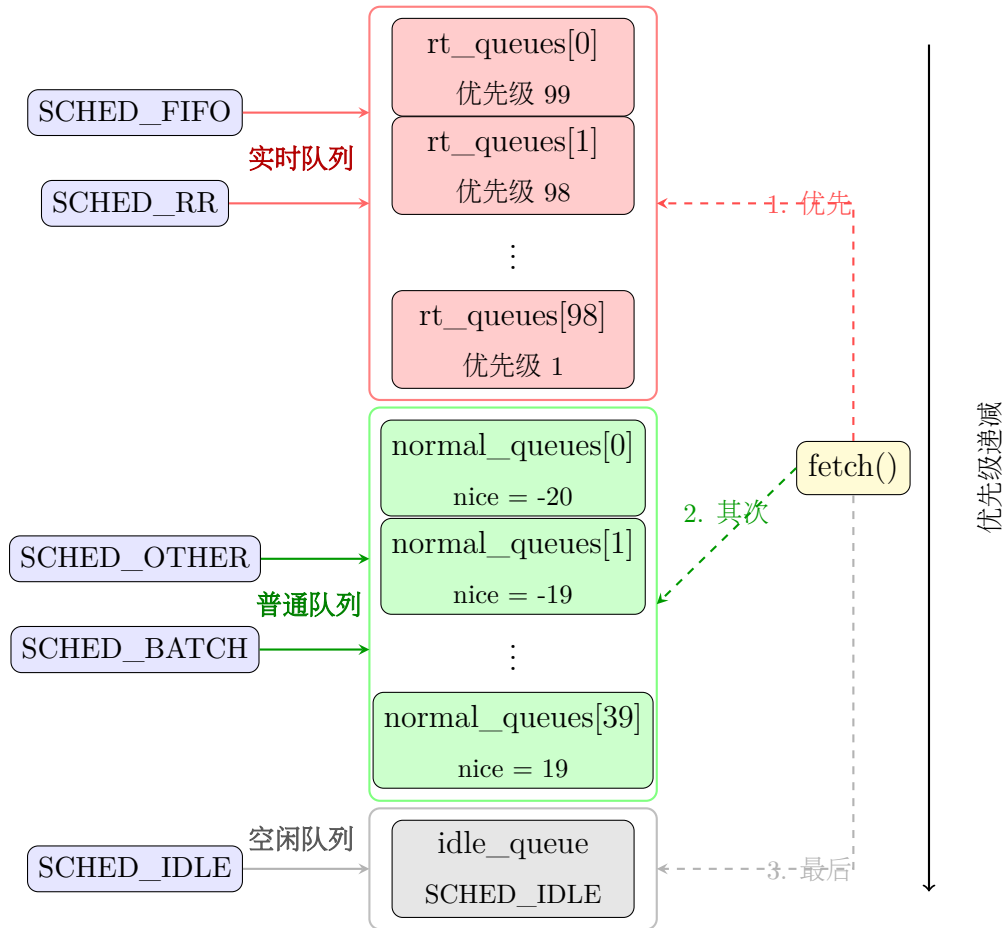 rt_queues[0]
优先级 99
SCHED_FIFO
rt_queues[1]
实时队列
优先级 98
SCHED_RR
1. 优先
⋮
rt_queues[98]
优先级 1
normal_queues[0]
fetch()
优先级递减
nice = -20
2. 其次
normal_queues[1]
SCHED_OTHER
nice = -19
普通队列
SCHED_BATCH
⋮
normal_queues[39]
nice = 19
空闲队列
idle_queue
SCHED_IDLE
3. 最后
SCHED_IDLE